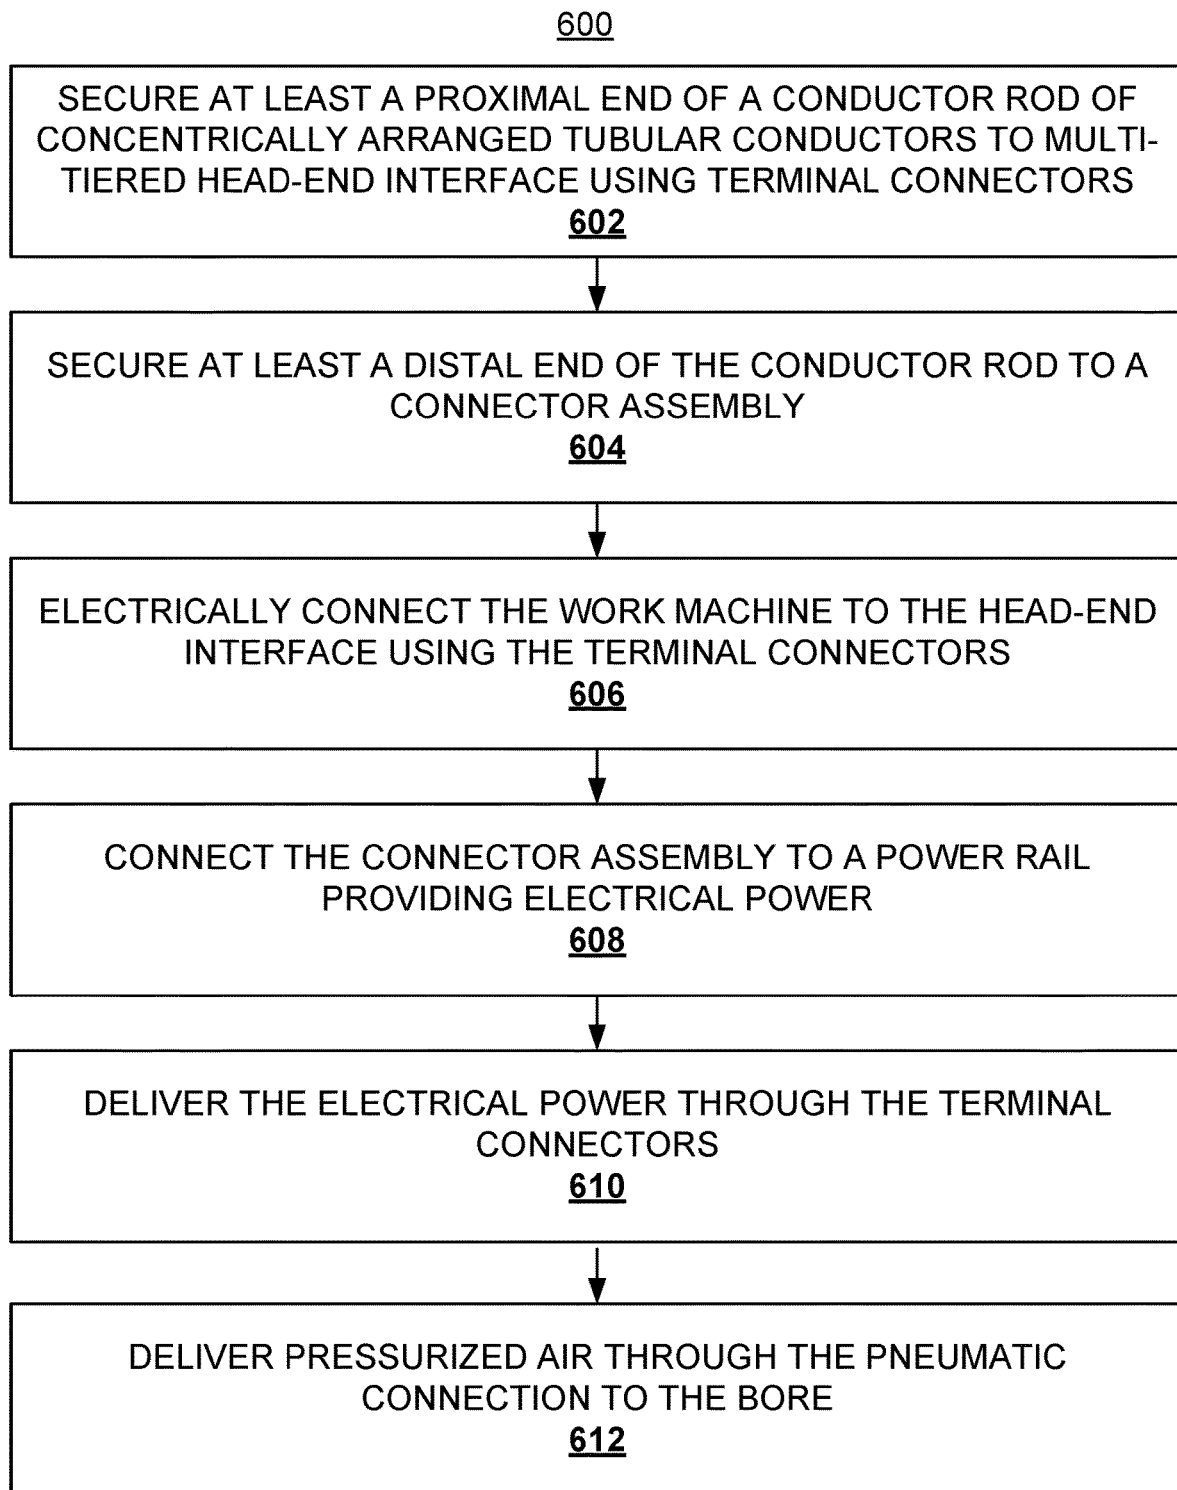 600
SECURE AT LEAST A PROXIMAL END OF A CONDUCTOR ROD OF
CONCENTRICALLY ARRANGED TUBULAR CONDUCTORS TO MULTI-
TIERED HEAD-END INTERFACE USING TERMINAL CONNECTORS
602
SECURE AT LEAST A DISTAL END OF THE CONDUCTOR ROD TO A
CONNECTOR ASSEMBLY
604
ELECTRICALLY CONNECT THE WORK MACHINE TO THE HEAD-END
INTERFACE USING THE TERMINAL CONNECTORS
606
CONNECT THE CONNECTOR ASSEMBLY TO A POWER RAIL
PROVIDING ELECTRICAL POWER
608
DELIVER THE ELECTRICAL POWER THROUGH THE TERMINAL
CONNECTORS
610
DELIVER PRESSURIZED AIR THROUGH THE PNEUMATIC
CONNECTION TO THE BORE
612